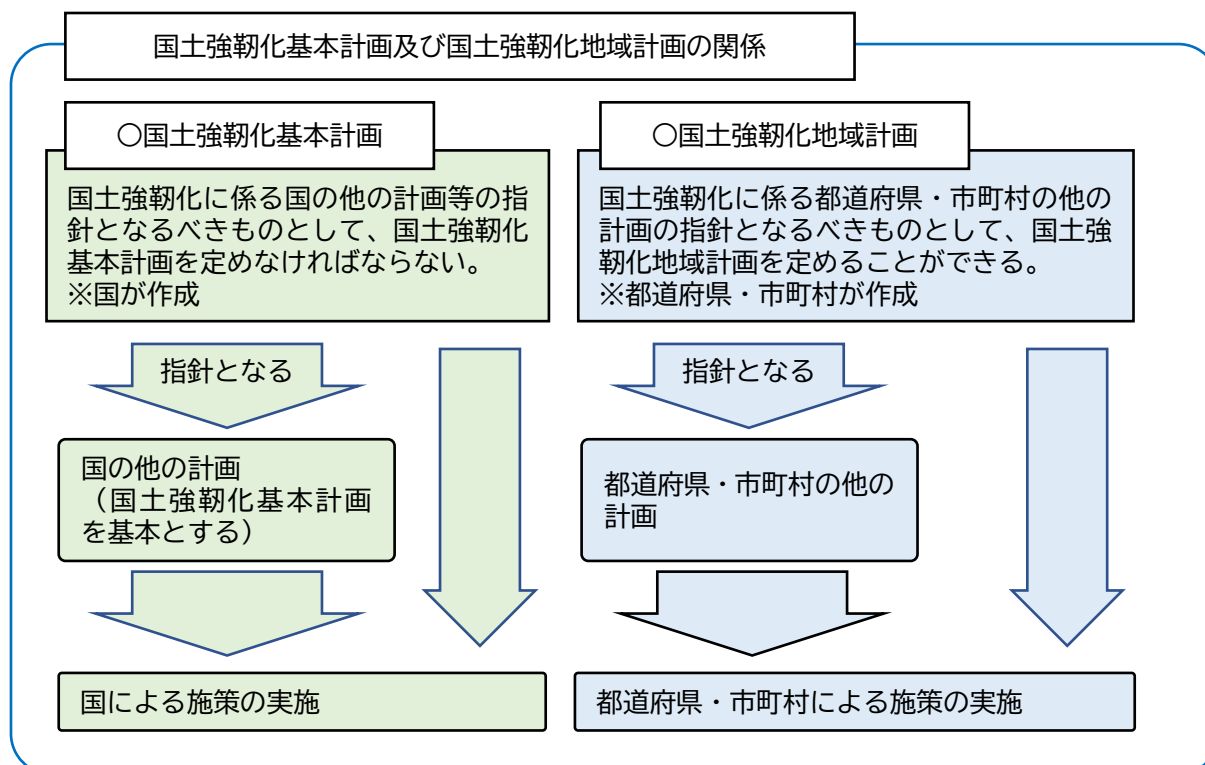 国土強靭化基本計画及び国土強靭化地域計画の関係
〇国土強靭化基本計画
国土強靭化に係る国の他の計画等の指
針となるべきものとして、国土強靭化
基本計画を定めなければならない。
※国が作成
指針となる
国の他の計画
（国土強靭化基本計画
を基本とする）
国による施策の実施
〇国土強靭化地域計画
国土強靭化に係る都道府県・市町村の他の
計画の指針となるべきものとして、国土強
靭化地域計画を定めることができる。
※都道府県・市町村が作成
指針となる
都道府県・市町村の他の
計画
都道府県・市町村による施策の実施